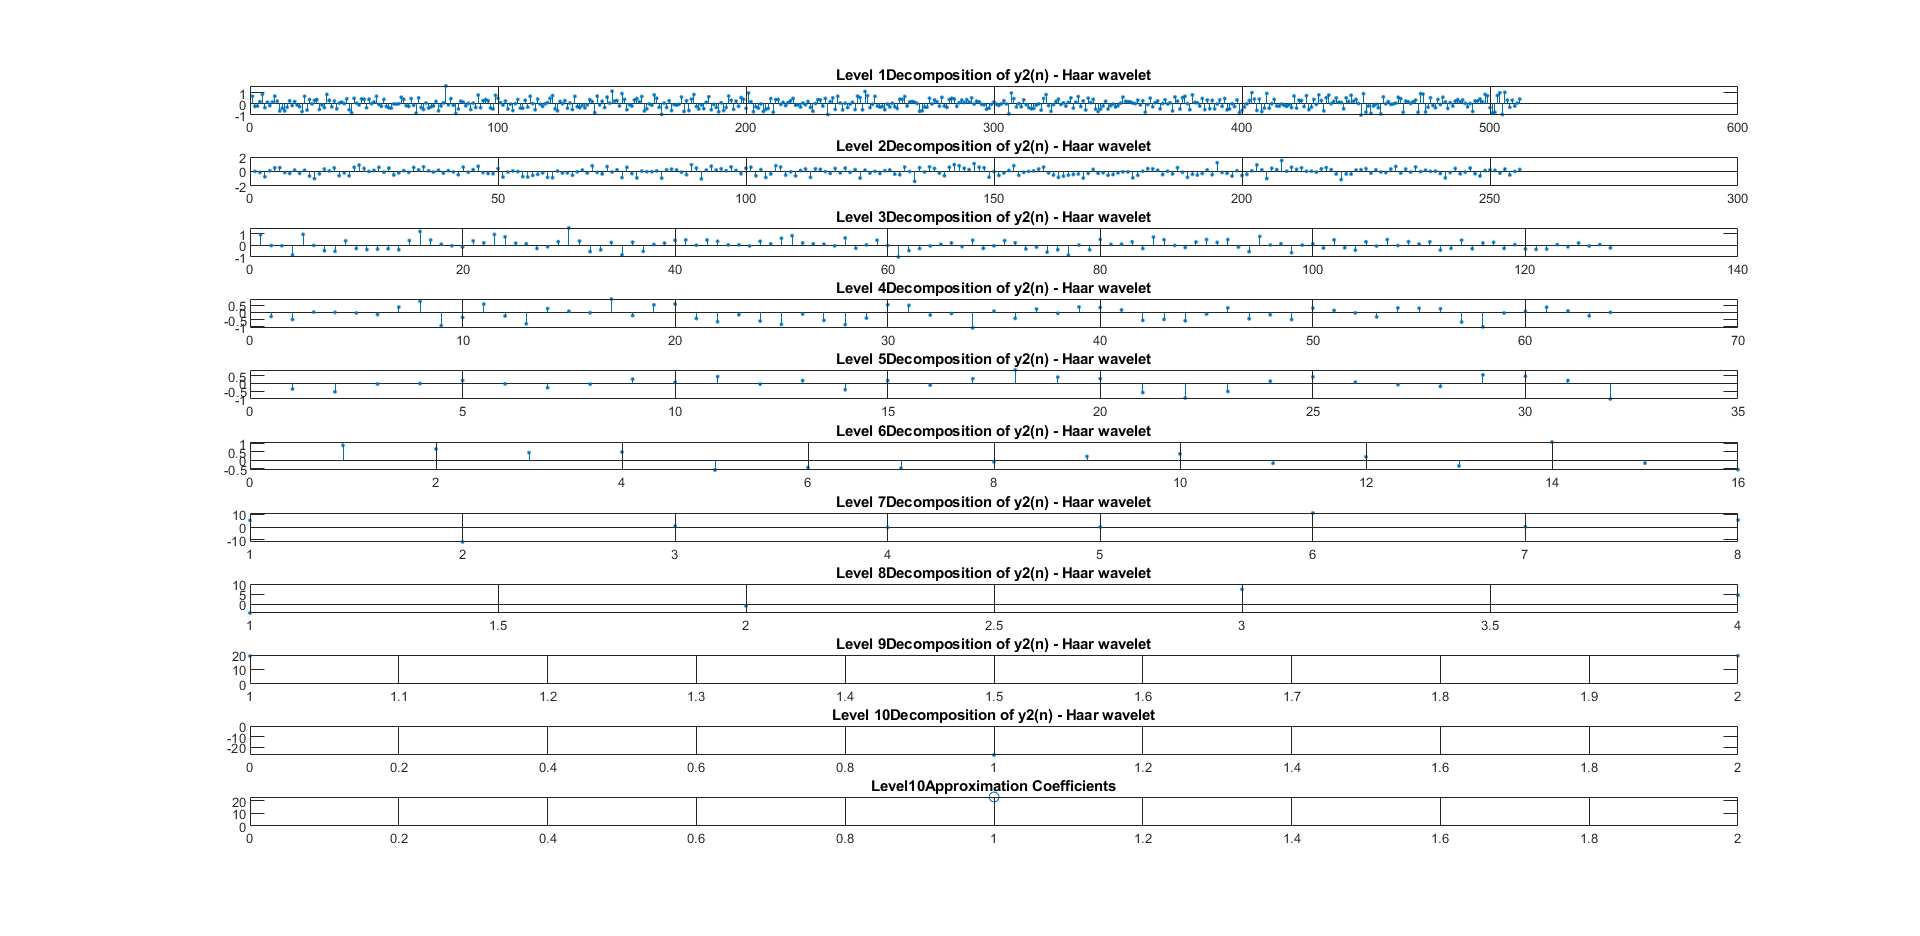 Level 1Decomposition of y2(n) - Haar wavelet
1
0
-1
0 100 200 300 400 500 600
Level 2Decomposition of y2(n) - Haar wavelet
2
0
-2
0 50 100 150 200 250 300
Level 3Decomposition of y2(n) - Haar wavelet
1
0
-1
0 20 40 60 80 100 120 140
Level 4Decomposition of y2(n) - Haar wavelet
0.5
0
-0.5
-1
0 10 20 30 40 50 60 70
Level 5Decomposition of y2(n) - Haar wavelet
0.5
0
-0.5
-1
0 5 10 15 20 25 30 35
Level 6Decomposition of y2(n) - Haar wavelet
1
0.5
0
-0.5
0 2 4 6 8 10 12 14 16
Level 7Decomposition of y2(n) - Haar wavelet
10
0
-10
1 2 3 4 5 6 7 8
Level 8Decomposition of y2(n) - Haar wavelet
10
5
0
1 1.5 2 2.5 3 3.5 4
Level 9Decomposition of y2(n) - Haar wavelet
20
10
0
1 1.1 1.2 1.3 1.4 1.5 1.6 1.7 1.8 1.9 2
Level 10Decomposition of y2(n) - Haar wavelet
0
-10
-20
0 0.2 0.4 0.6 0.8 1 1.2 1.4 1.6 1.8 2
Level10Approximation Coefficients
20
10
0
0 0.2 0.4 0.6 0.8 1 1.2 1.4 1.6 1.8 2